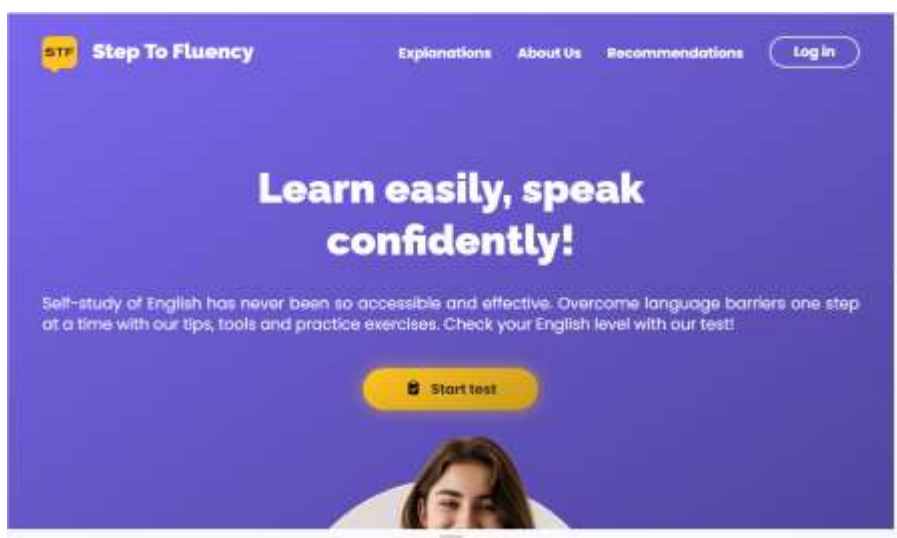 STF Step To Fluency Explanations About Us Recommendations Log in
Learn easily, speak
confidently!
Self-study of English has never been so accessible and effective. Overcome language barriers one step
at a time with our tips, tools and practice exercises. Check your English level with our test!
Start test